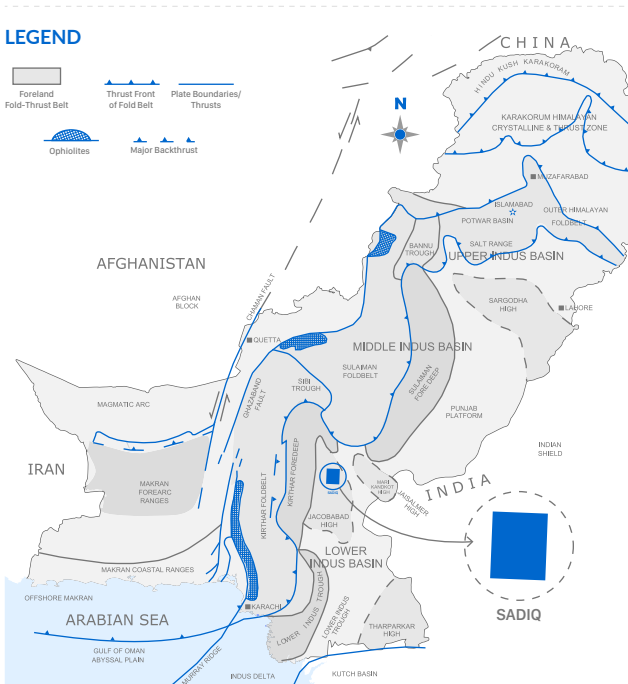 LEGEND
Foreland
Fold-Thrust Belt
Thrust Front
of Fold Belt
Plate Boundaries/
Thrusts
Ophiolites
Major Backthrust
N
CHINA
HINDU KUSH KARAKORAM
KARAKORUM HIMALAYAN
CRYSTALLINE & THRUST ZONE
MUZAFARABAD
ISLAMABAD
POTWAR BASIN
OUTER HIMALAYAN
FOLDBELT
BANNU
TROUGH
SALT RANGE
UPPER INDUS BASIN
AFGHANISTAN
AFGHAN
BLOCK
CHAMAN FAULT
SARGODHA
HIGH
LAHORE
QUETTA
MIDDLE INDUS BASIN
SULAIMAN
FOLDBELT
SULAIMAN
FORE DEEP
SIBI
TROUGH
GHAZABAND
FAULT
PUNJAB
PLATFORM
MAGMATIC ARC
INDIAN
SHIELD
IRAN
MAKRAN
FOREARC
RANGES
KIRTHAR FOLDBELT
KIRTHAR FOREDEEP
SADIQ
MARI
KANDKOT
HIGH
JAISALMER
HIGH
INDIA
JACOBABAD
HIGH
LOWER
INDUS BASIN
MAKRAN COASTAL RANGES
SADIQ
OFFSHORE MAKRAN
KARACHI
ARABIAN SEA
LOWER INDUS TROUGH
LOWER INDUS
TROUGH
THARPARKAR
HIGH
GULF OF OMAN
ABYSSAL PLAIN
MURRAY RIDGE
INDUS DELTA
KUTCH BASIN